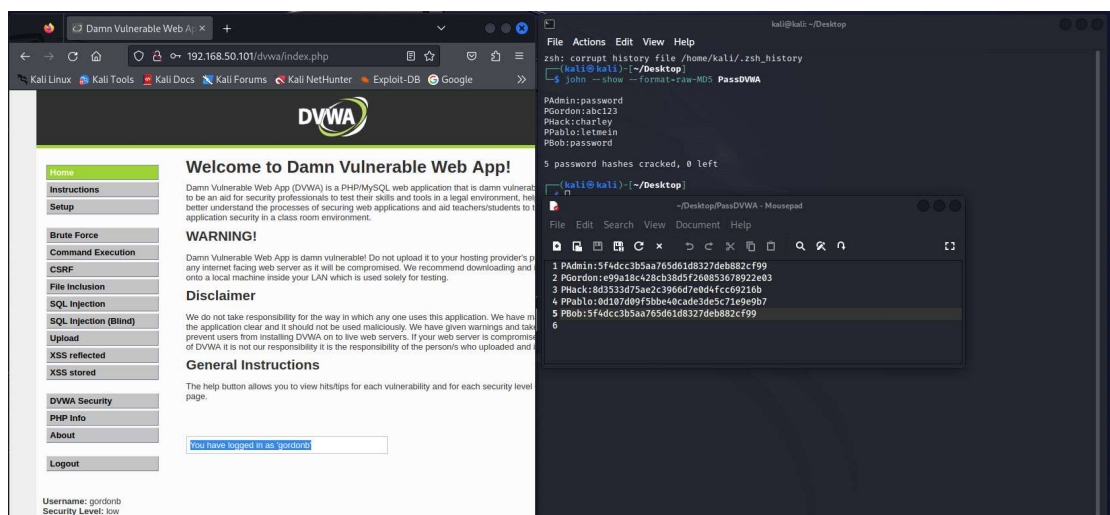 Damn Vulnerable Web Ap
192.168.50.101/dvwa/index.php
Kali Linux Kali Tools Kali Docs Kali Forums Kali NetHunter Exploit-DB Google
DVWA
Home
Instructions
Setup
Brute Force
Command Execution
CSRF
File Inclusion
SQL Injection
SQL Injection (Blind)
Upload
XSS reflected
XSS stored
DVWA Security
PHP Info
About
Logout
Username: gordonb
Security Level: low
Welcome to Damn Vulnerable Web App!
Damn Vulnerable Web App (DVWA) is a PHP/MySQL web application that is damn vulnerab
to be an aid for security professionals to test their skills and tools in a legal environment, hel
better understand the processes of securing web applications and aid teachers/students to t
application security in a class room environment.
WARNING!
Damn Vulnerable Web App is damn vulnerable! Do not upload it to your hosting provider's p
any internet facing web server as it will be compromised. We recommend downloading and i
onto a local machine inside your LAN which is used solely for testing.
Disclaimer
We do not take responsibility for the way in which any one uses this application. We have m
the application clear and it should not be used maliciously. We have given warnings and tak
prevent users from installing DVWA on to live web servers. If your web server is compromise
of DVWA it is not our responsibility it is the responsibility of the person/s who uploaded and i
General Instructions
The help button allows you to view hits/tips for each vulnerability and for each security level
page.
You have logged in as 'gordonb'
kali@kali: ~/Desktop
File Actions Edit View Help
zsh: corrupt history file /home/kali/.zsh_history
(kali㉿kali)-[~/Desktop]
$ john --show --format=raw-MD5 PassDVWA
PAdmin:password
PGordon:abc123
PHack:charley
PPablo:letmein
PBob:password
5 password hashes cracked, 0 left
(kali㉿kali)-[~/Desktop]
~/Desktop/PassDVWA - Mousepad
File Edit Search View Document Help
1 PAdmin:5f4dcc3b5aa765d61d8327deb882cf99
2 PGordon:e99a18c428cb38d5f260853678922e03
3 PHack:8d3533d75ae2c3966d7e0d4fcc69216b
4 PPablo:0d107d09f5bbe40cade3de5c71e9e9b7
5 PBob:5f4dcc3b5aa765d61d8327deb882cf99
6